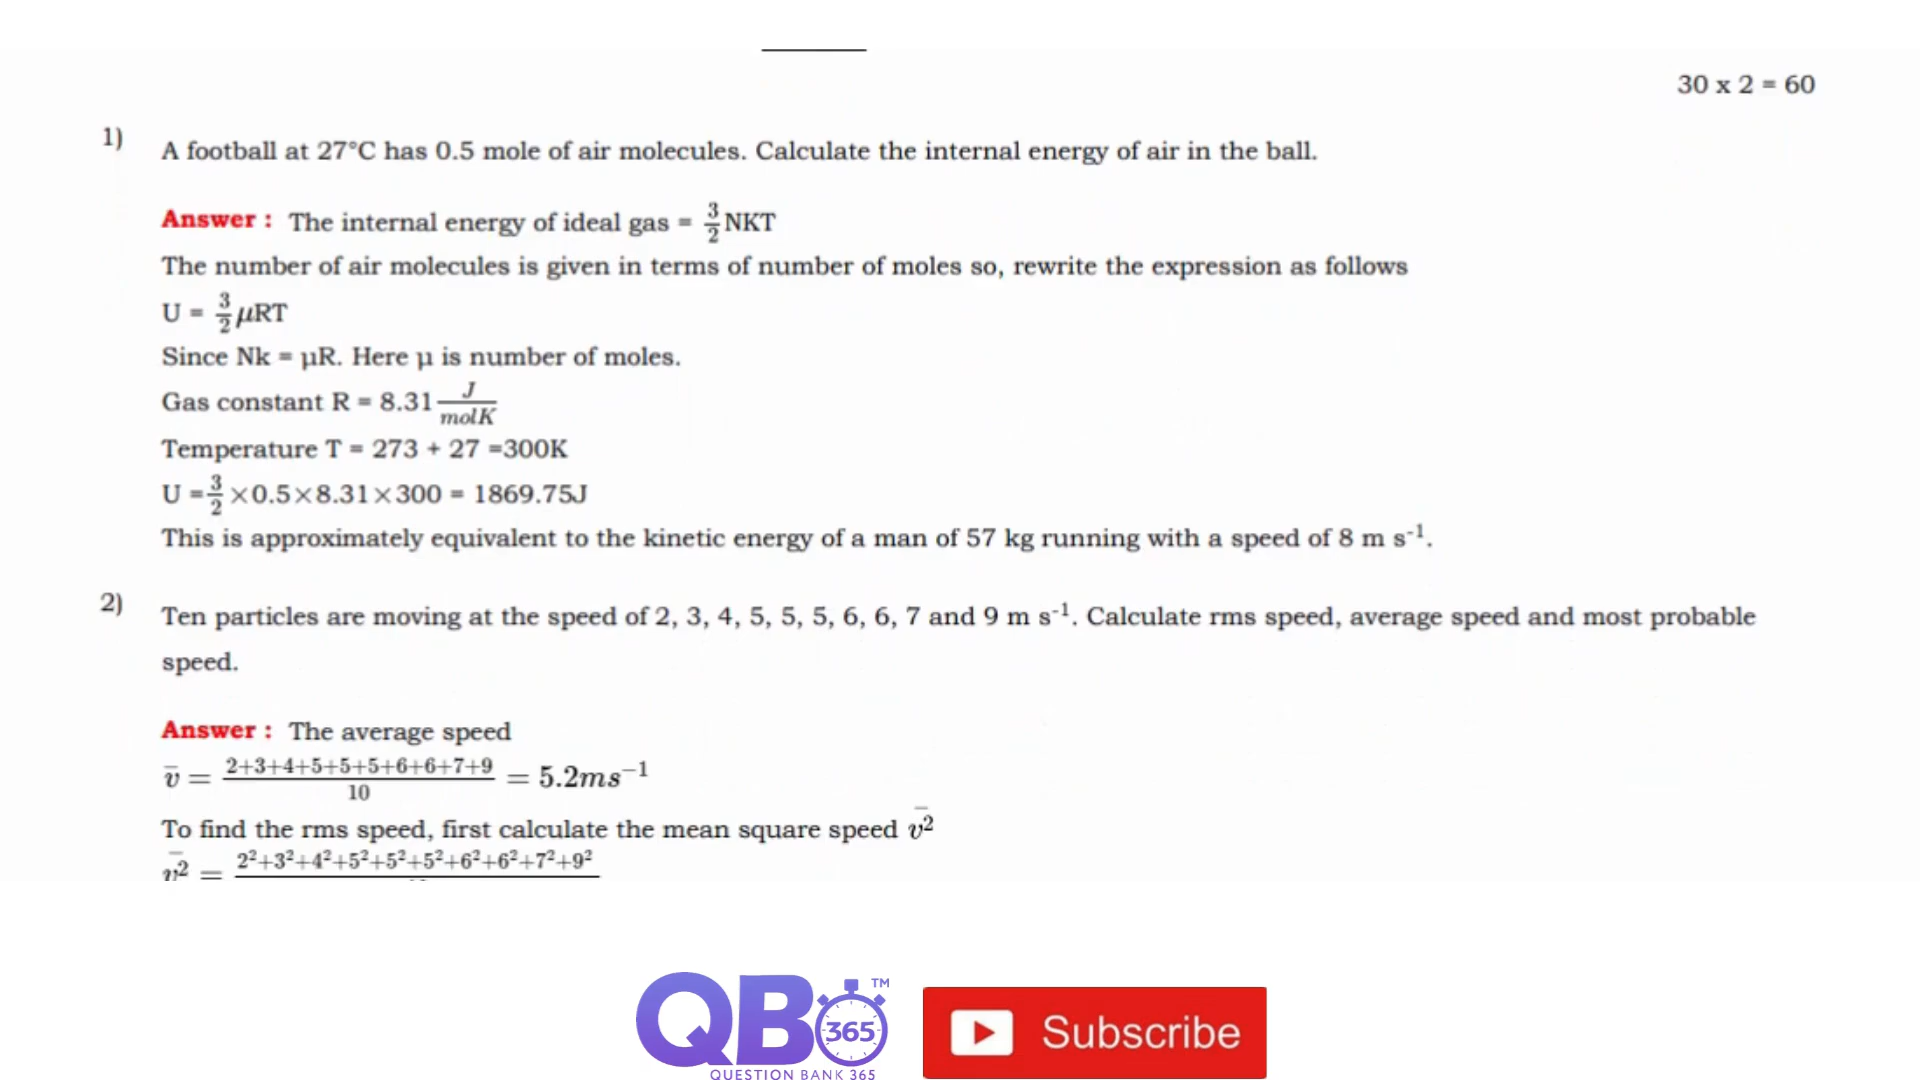 30 x 2 = 60
1)
A football at 27°C has 0.5 mole of air molecules. Calculate the internal energy of air in the ball.
Answer : The internal energy of ideal gas = 3/2 NKT
The number of air molecules is given in terms of number of moles so, rewrite the expression as follows
U = 3/2 μRT
Since Nk = μR. Here μ is number of moles.
Gas constant R = 8.31 J/molK
Temperature T = 273 + 27 =300K
U = 3/2 ×0.5×8.31×300 = 1869.75J
This is approximately equivalent to the kinetic energy of a man of 57 kg running with a speed of 8 m s⁻¹.
2)
Ten particles are moving at the speed of 2, 3, 4, 5, 5, 5, 6, 6, 7 and 9 m s⁻¹. Calculate rms speed, average speed and most probable
speed.
Answer : The average speed
v̄ = 2+3+4+5+5+5+6+6+7+9/10 = 5.2ms⁻¹
To find the rms speed, first calculate the mean square speed v̄²
v̄² = 2²+3²+4²+5²+5²+5²+6²+6²+7²+9²
QB365™
QUESTION BANK 365
Subscribe